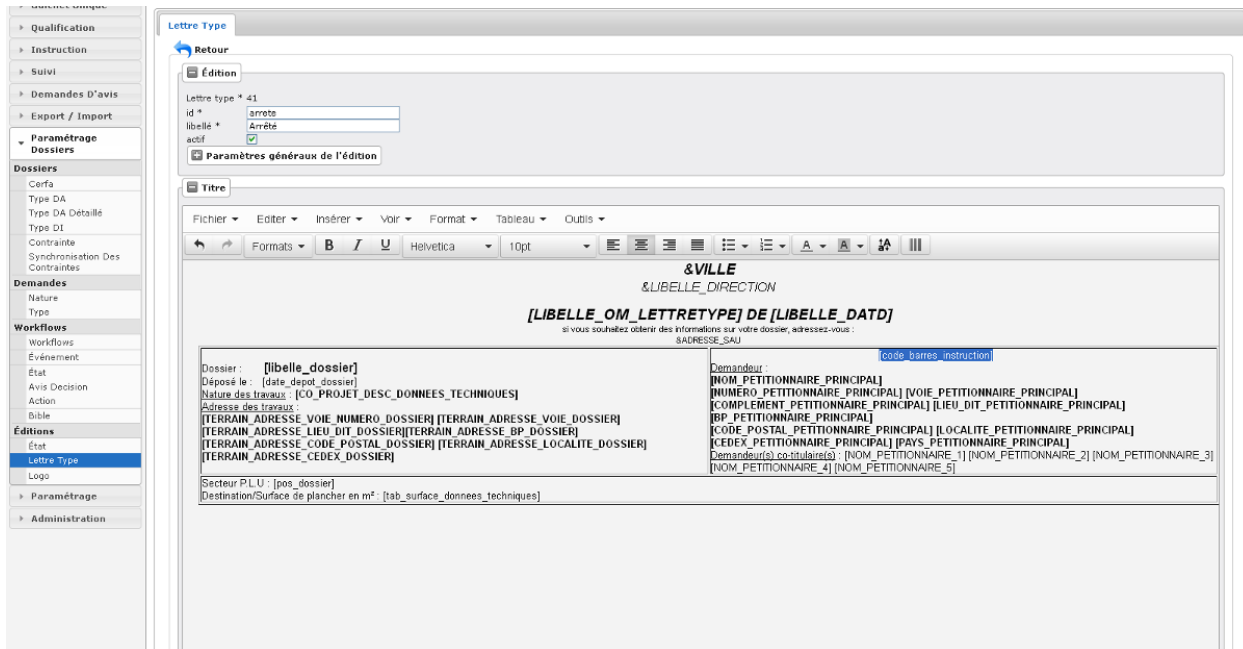 Guichet Unique
Qualification
Instruction
Suivi
Demandes D'avis
Export / Import
Paramétrage
Dossiers
Dossiers
Cerfa
Type DA
Type DA Détaillé
Type DI
Contrainte
Synchronisation Des
Contraintes
Demandes
Nature
Type
Workflows
Workflows
Événement
État
Avis Decision
Action
Bible
Éditions
État
Lettre Type
Logo
Paramétrage
Administration
Lettre Type
Retour
Édition
Lettre type * 41
id * arrete
libellé * Arrêté
actif
Paramètres généraux de l'édition
Titre
Fichier Editer Insérer Voir Format Tableau Outils
Formats B I U Helvetica 10pt A A
&VILLE
&LIBELLE_DIRECTION
[LIBELLE_OM_LETTRETYPE] DE [LIBELLE_DATD]
si vous souhaitez obtenir des informations sur votre dossier, adressez-vous :
&ADRESSE_SAU
Dossier : [libelle_dossier]
Déposé le : [date_depot_dossier]
Nature des travaux : [CO_PROJET_DESC_DONNEES_TECHNIQUES]
Adresse des travaux :
[TERRAIN_ADRESSE_VOIE_NUMERO_DOSSIER] [TERRAIN_ADRESSE_VOIE_DOSSIER]
[TERRAIN_ADRESSE_LIEU_DIT_DOSSIER][TERRAIN_ADRESSE_BP_DOSSIER]
[TERRAIN_ADRESSE_CODE_POSTAL_DOSSIER] [TERRAIN_ADRESSE_LOCALITE_DOSSIER]
[TERRAIN_ADRESSE_CEDEX_DOSSIER]
[code_barres_instruction]
Demandeur :
[NOM_PETITIONNAIRE_PRINCIPAL]
[NUMERO_PETITIONNAIRE_PRINCIPAL] [VOIE_PETITIONNAIRE_PRINCIPAL]
[COMPLEMENT_PETITIONNAIRE_PRINCIPAL] [LIEU_DIT_PETITIONNAIRE_PRINCIPAL]
[BP_PETITIONNAIRE_PRINCIPAL]
[CODE_POSTAL_PETITIONNAIRE_PRINCIPAL] [LOCALITE_PETITIONNAIRE_PRINCIPAL]
[CEDEX_PETITIONNAIRE_PRINCIPAL] [PAYS_PETITIONNAIRE_PRINCIPAL]
Demandeur(s) co-titulaire(s) : [NOM_PETITIONNAIRE_1] [NOM_PETITIONNAIRE_2] [NOM_PETITIONNAIRE_3]
[NOM_PETITIONNAIRE_4] [NOM_PETITIONNAIRE_5]
Secteur P.L.U : [pos_dossier]
Destination/Surface de plancher en m² : [tab_surface_donnees_techniques]